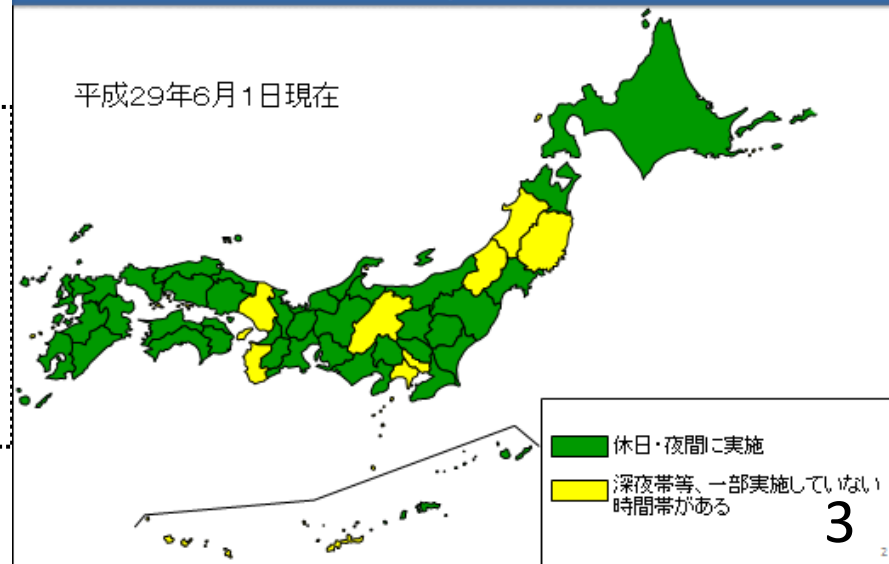 平成29年6月1日現在
休日・夜間に実施
深夜帯等、一部実施していない
時間帯がある
3
2